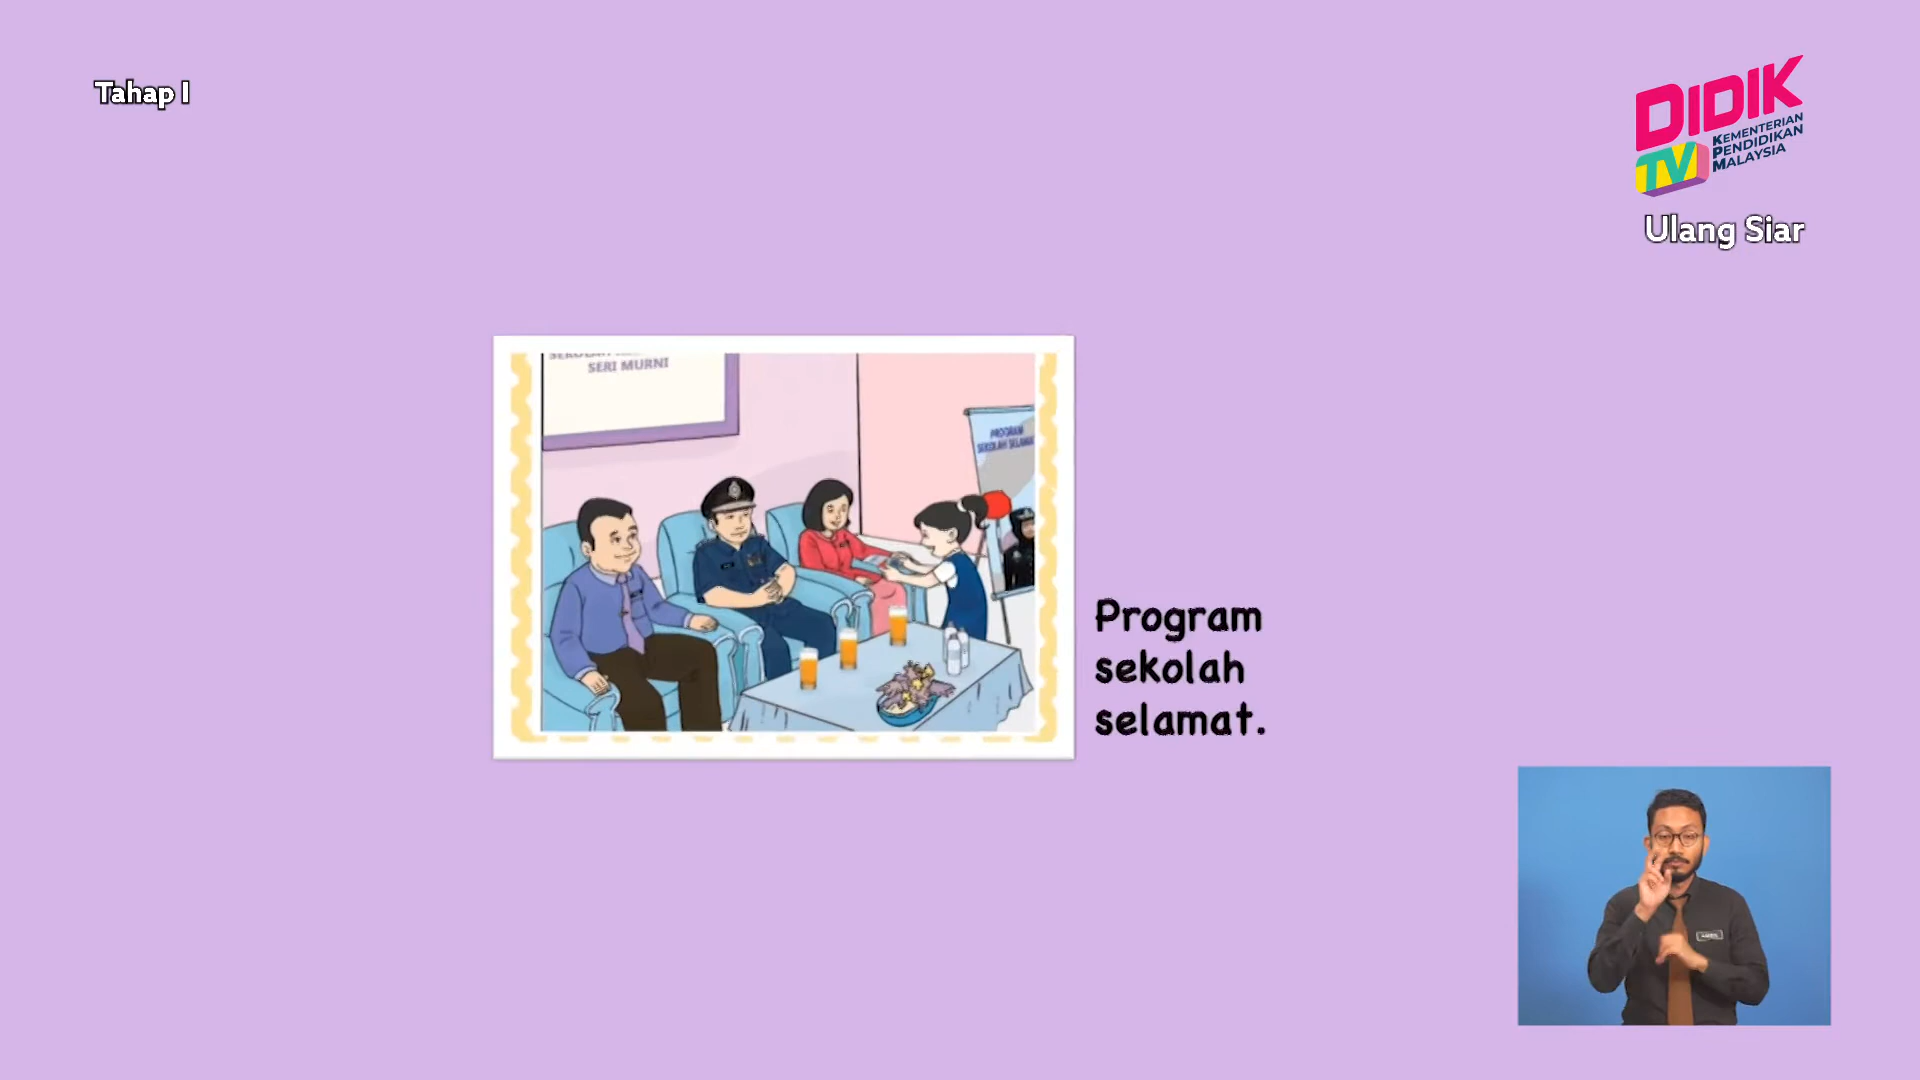 Tahap I
DIDIK
TV
KEMENTERIAN
PENDIDIKAN
MALAYSIA
Ulang Siar
SERI MURNI
PROGRAM
Program
sekolah
selamat.